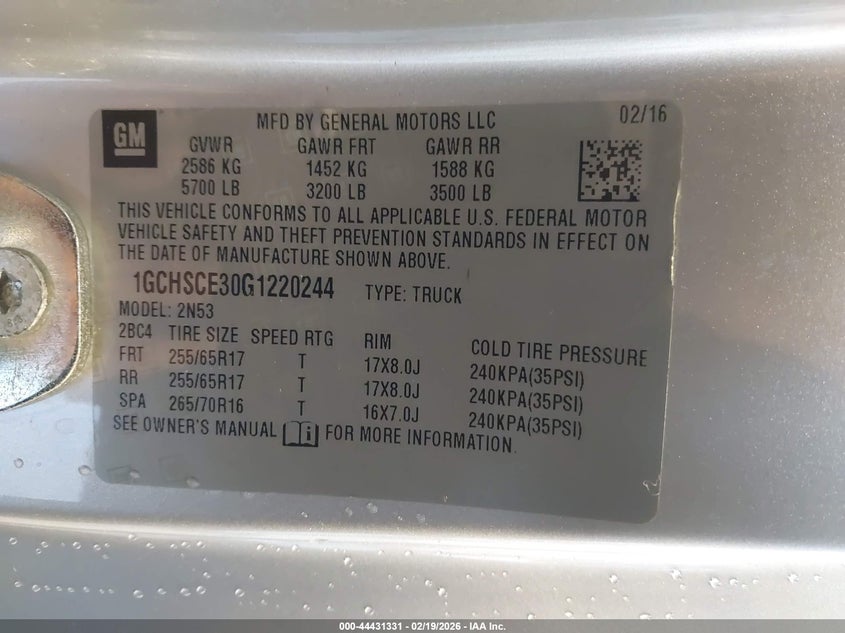 GM
MFD BY GENERAL MOTORS LLC 02/16
GVWR GAWR FRT GAWR RR
2586 KG 1452 KG 1588 KG
5700 LB 3200 LB 3500 LB
THIS VEHICLE CONFORMS TO ALL APPLICABLE U.S. FEDERAL MOTOR
VEHICLE SAFETY AND THEFT PREVENTION STANDARDS IN EFFECT ON
THE DATE OF MANUFACTURE SHOWN ABOVE.
1GCHSCE30G1220244 TYPE: TRUCK
MODEL: 2N53
2BC4 TIRE SIZE SPEED RTG RIM COLD TIRE PRESSURE
FRT 255/65R17 T 17X8.0J 240KPA(35PSI)
RR 255/65R17 T 17X8.0J 240KPA(35PSI)
SPA 265/70R16 T 16X7.0J 240KPA(35PSI)
SEE OWNER'S MANUAL i FOR MORE INFORMATION.
000-44431331 | 02/19/2026 - IAA Inc.